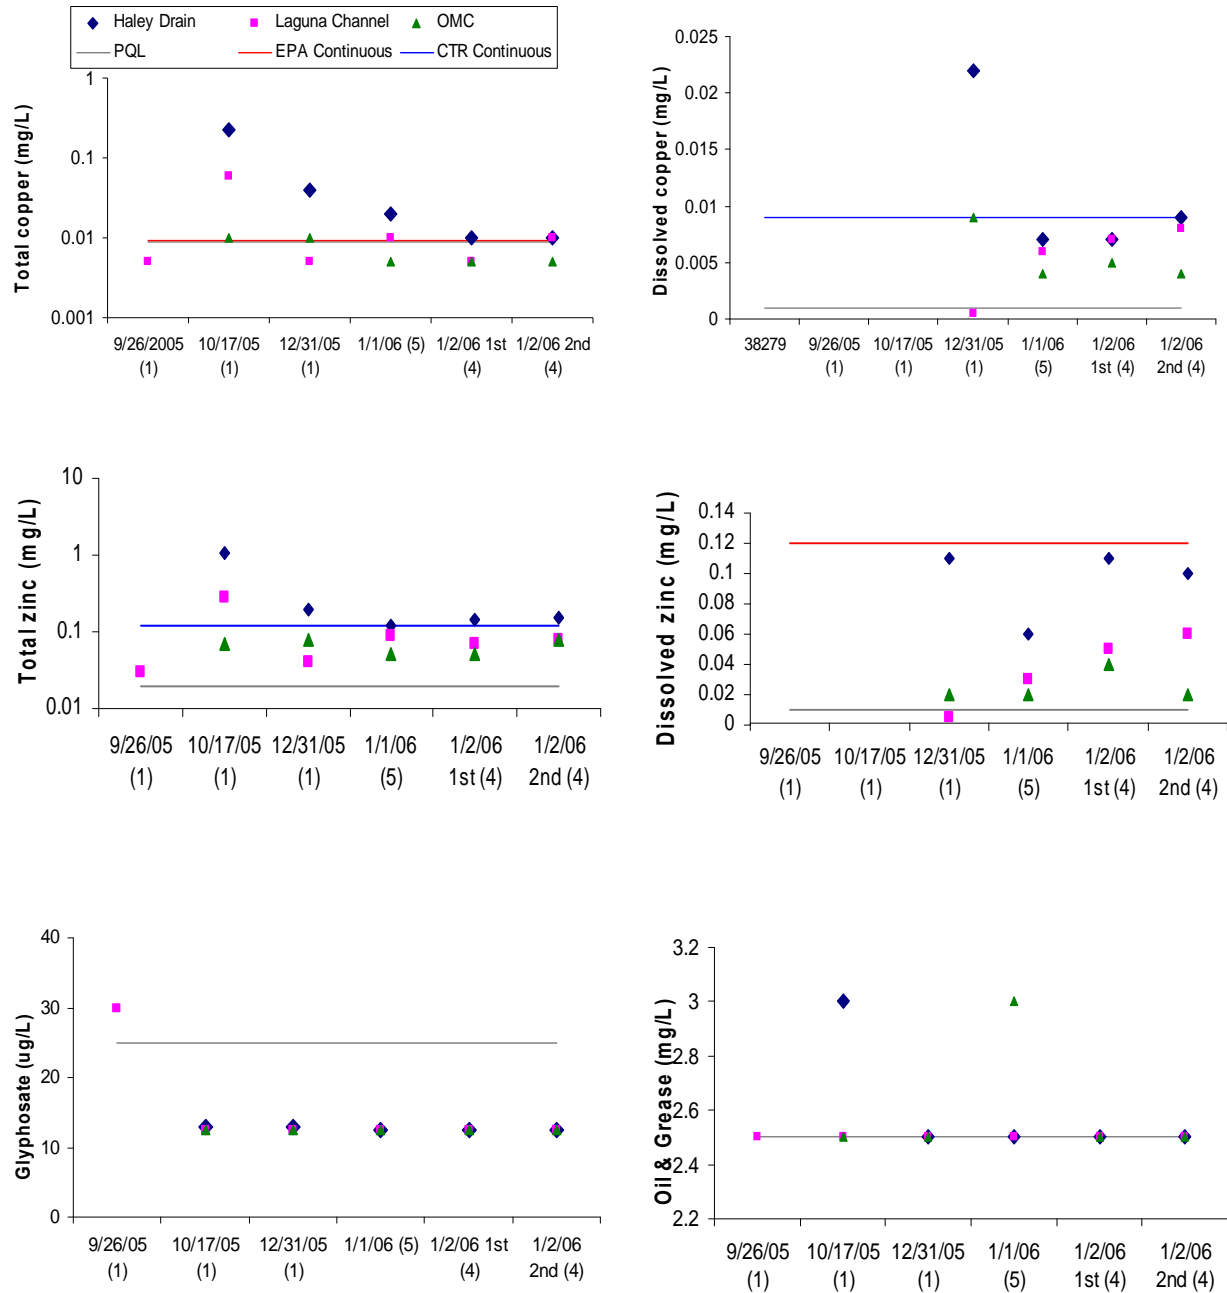 Haley Drain
Laguna Channel
OMC
PQL
EPA Continuous
CTR Continuous
Total copper (mg/L)
1
0.1
0.01
0.001
9/26/2005 10/17/05 12/31/05 1/1/06 (5) 1/2/06 1st 1/2/06 2nd
(1) (1) (1) (4) (4)
Dissolved copper (mg/L)
0.025
0.02
0.015
0.01
0.005
0
38279 9/26/05 10/17/05 12/31/05 1/1/06 1/2/06 1/2/06
(1) (1) (1) (5) 1st (4) 2nd (4)
Total zinc (mg/L)
10
1
0.1
0.01
9/26/05 10/17/05 12/31/05 1/1/06 1/2/06 1/2/06
(1) (1) (1) (5) 1st (4) 2nd (4)
Dissolved zinc (mg/L)
0.14
0.12
0.1
0.08
0.06
0.04
0.02
0
9/26/05 10/17/05 12/31/05 1/1/06 1/2/06 1/2/06
(1) (1) (1) (5) 1st (4) 2nd (4)
Glyphosate (ug/L)
40
30
20
10
0
9/26/05 10/17/05 12/31/05 1/1/06 (5) 1/2/06 1st 1/2/06
(1) (1) (1) (4) 2nd (4)
Oil & Grease (mg/L)
3.2
3
2.8
2.6
2.4
2.2
9/26/05 10/17/05 12/31/05 1/1/06 1/2/06 1/2/06
(1) (1) (1) (5) 1st (4) 2nd (4)